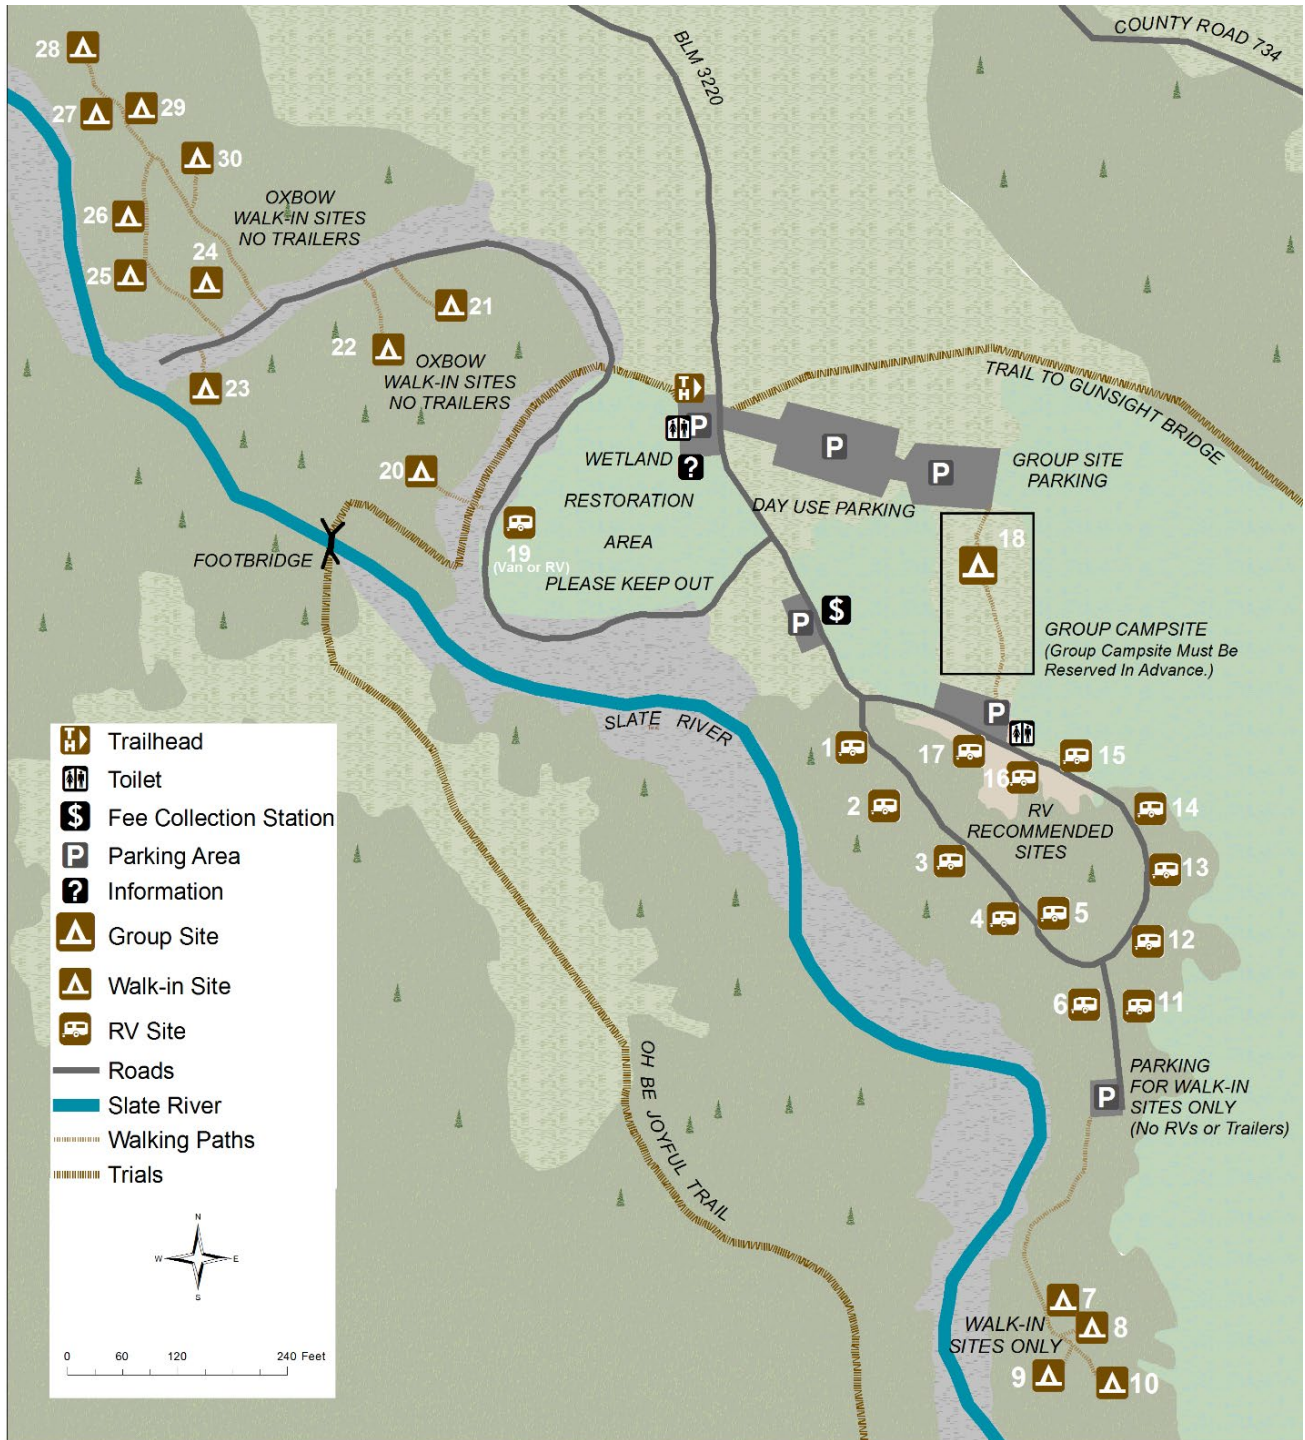 COUNTY ROAD 734
BLM 3220
28
27
29
30
26
25
24
OXBOW
WALK-IN SITES
NO TRAILERS
23
22
21
OXBOW
WALK-IN SITES
NO TRAILERS
20
T
H
TRAIL TO GUNSIGHT BRIDGE
P
?
P
P
GROUP SITE
PARKING
DAY USE PARKING
WETLAND
RESTORATION
AREA
PLEASE KEEP OUT
19
(Van or RV)
18
FOOTBRIDGE
P
$
GROUP CAMPSITE
(Group Campsite Must Be
Reserved In Advance.)
SLATE RIVER
P
1
17
16
15
2
14
RV
RECOMMENDED
SITES
3
13
4
5
12
6
11
PARKING
FOR WALK-IN
SITES ONLY
(No RVs or Trailers)
P
OH BE JOYFUL TRAIL
7
8
WALK-IN
SITES ONLY
9
10
T
H
Trailhead
Toilet
$ Fee Collection Station
P Parking Area
? Information
Group Site
Walk-in Site
RV Site
Roads
Slate River
Walking Paths
Trials
N
W E
S
0 60 120 240 Feet